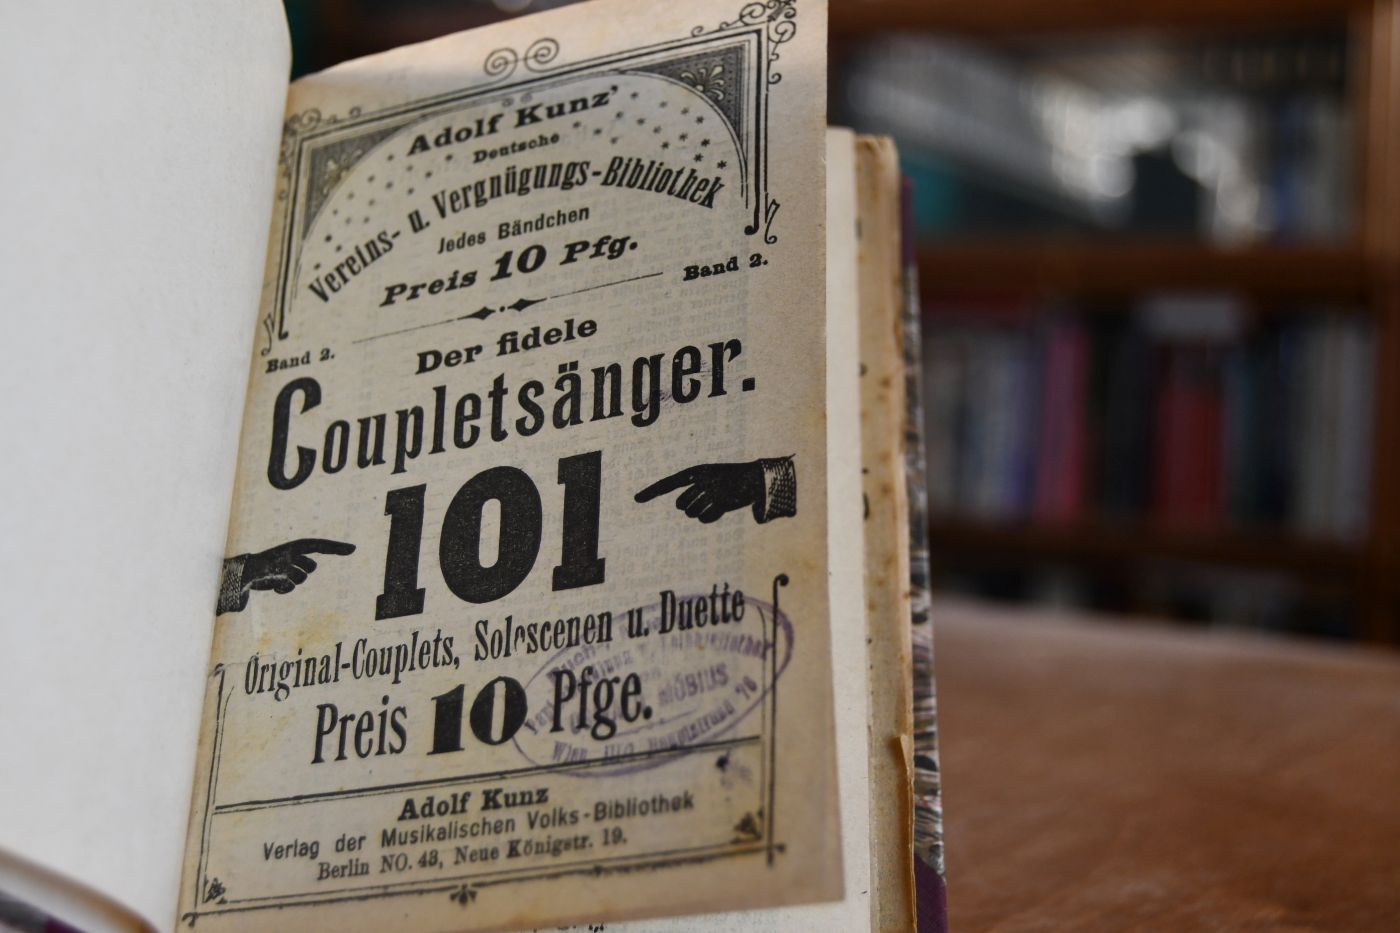 Adolf Kunz'
Deutsche
Vereins- u. Vergnügungs-Bibliothek
Jedes Bändchen
Preis 10 Pfg.
Band 2.
Band 2.
Der fidele
Coupletsänger.
101
Original-Couplets, Soloscenen u. Duette
Preis 10 Pfge.
MÖBIUS
Wien
Adolf Kunz
Verlag der Musikalischen Volks-Bibliothek
Berlin NO. 43, Neue Königstr. 19.